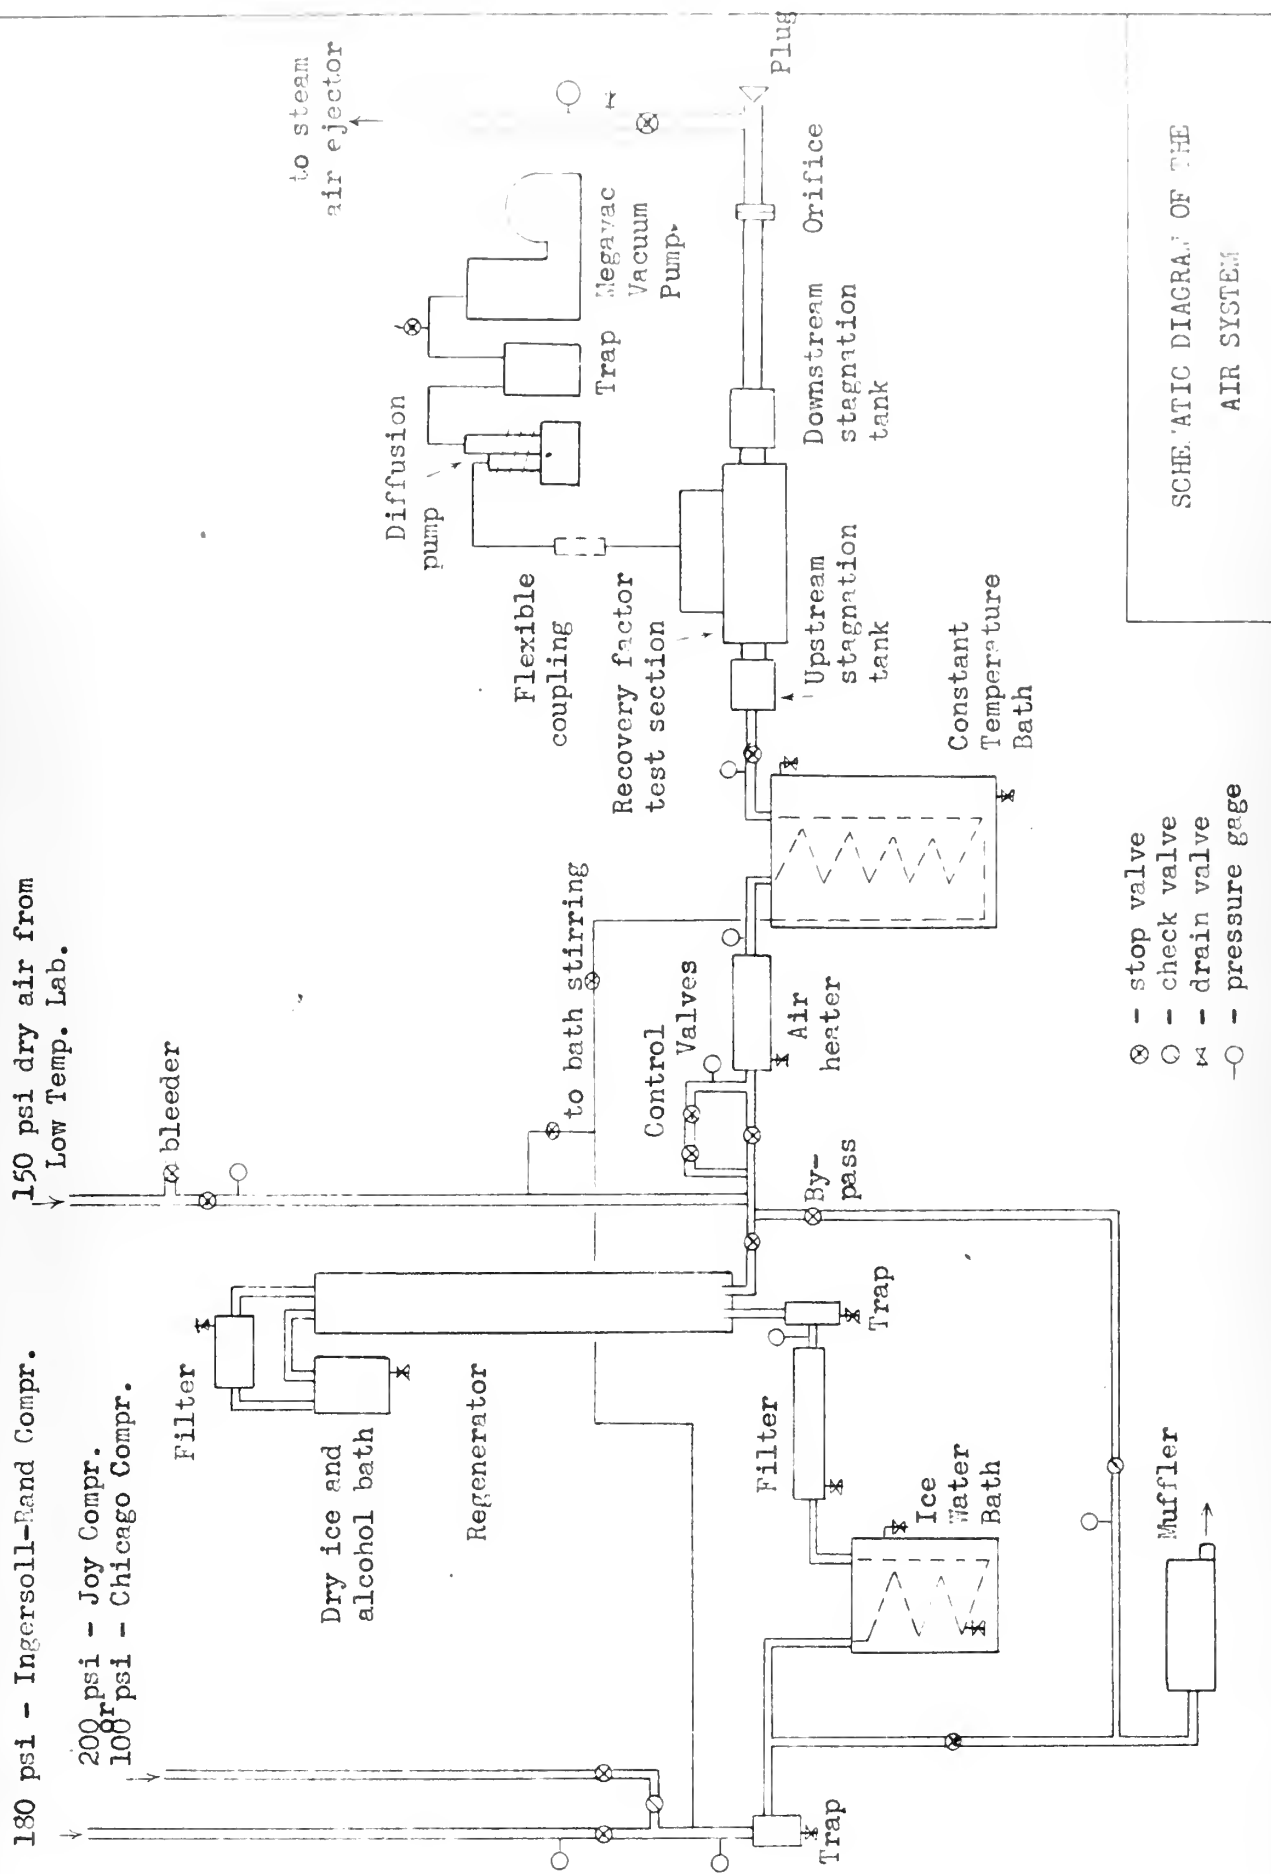 180 psi - Ingersoll-Rand Compr.
200 psi - Joy Compr.
or
100 psi - Chicago Compr.
150 psi dry air from
Low Temp. Lab.
bleeder
to steam
air ejector
Filter
Dry ice and
alcohol bath
Regenerator
to bath stirring
Control
Valves
Flexible
coupling
Diffusion
pump
Trap
Megavac
Vacuum
Pump.
Recovery factor
test section
Plug
Orifice
Downstream
stagnation
tank
Upstream
stagnation
tank
Constant
Temperature
Bath
Air
heater
By-
pass
Trap
Filter
Ice
Water
Bath
Trap
Muffler
- stop valve
- check valve
- drain valve
- pressure gage
SCHEMATIC DIAGRAM OF THE
AIR SYSTEM